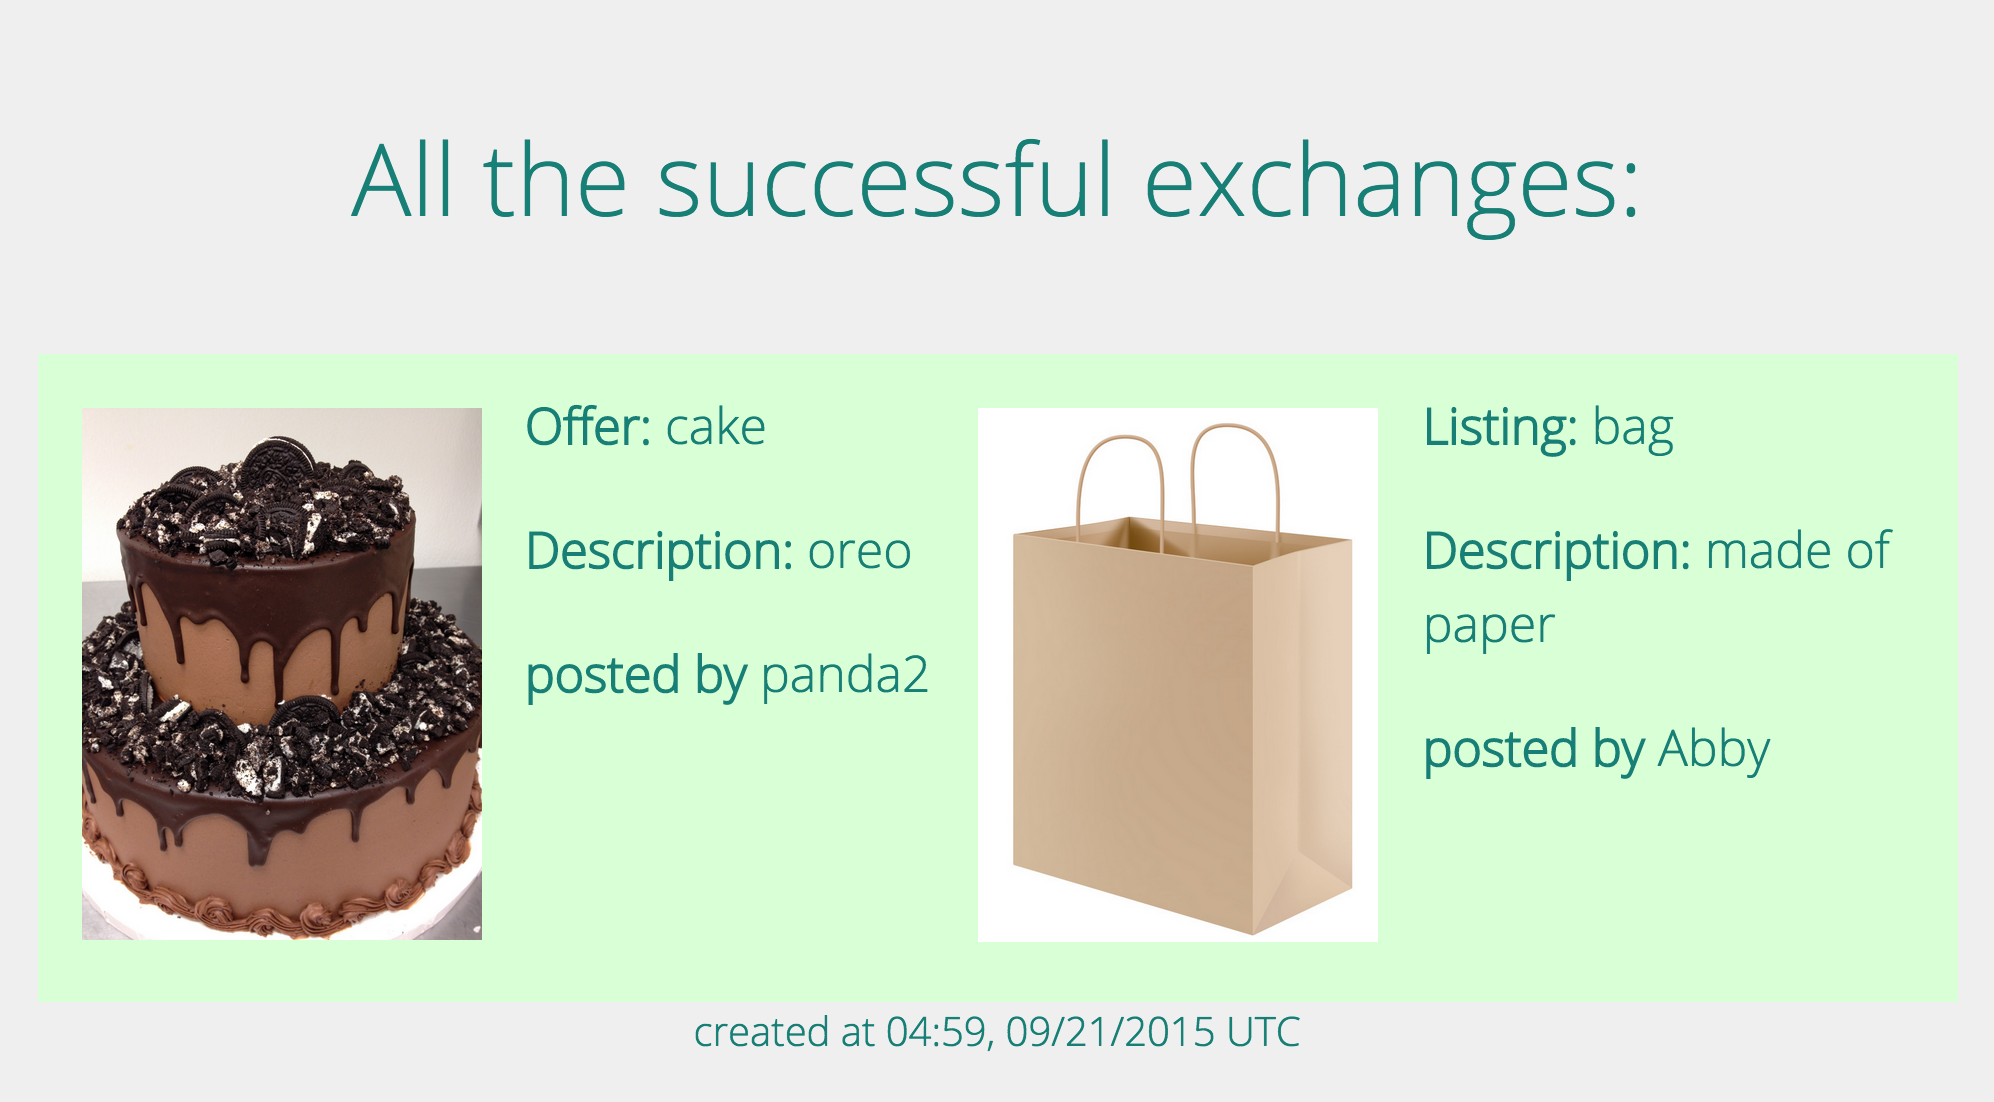 All the successful exchanges:
Offer: cake
Description: oreo
posted by panda2
Listing: bag
Description: made of
paper
posted by Abby
created at 04:59, 09/21/2015 UTC